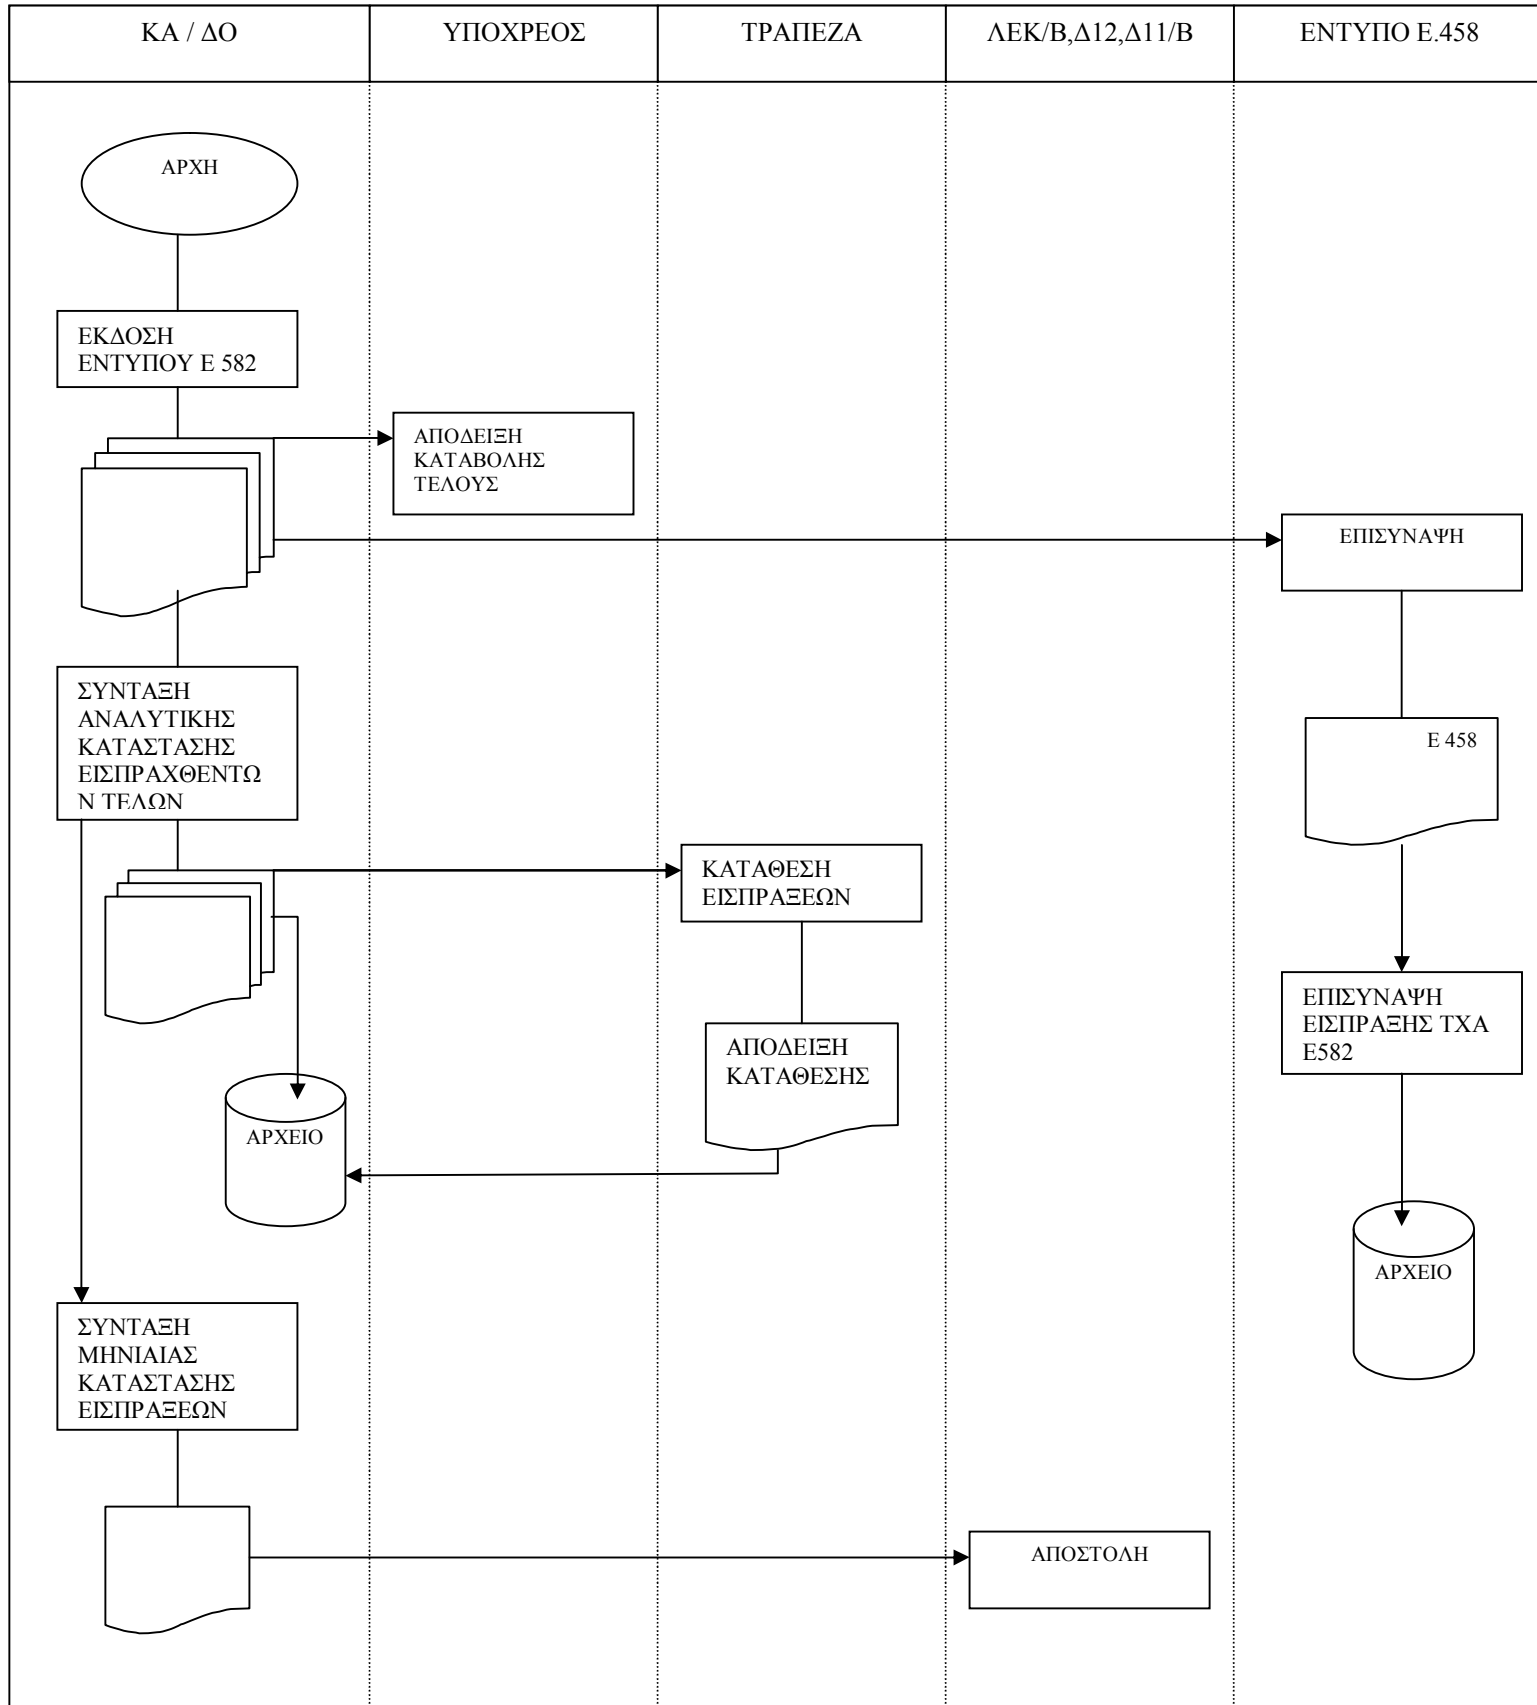 ΚΑ / ΔΟ
ΥΠΟΧΡΕΟΣ
ΤΡΑΠΕΖΑ
ΛΕΚ/Β,Δ12,Δ11/Β
ΕΝΤΥΠΟ Ε.458
ΑΡΧΗ
ΕΚΔΟΣΗ
ΕΝΤΥΠΟΥ Ε 582
ΑΠΟΔΕΙΞΗ
ΚΑΤΑΒΟΛΗΣ
ΤΕΛΟΥΣ
ΕΠΙΣΥΝΑΨΗ
ΣΥΝΤΑΞΗ
ΑΝΑΛΥΤΙΚΗΣ
ΚΑΤΑΣΤΑΣΗΣ
ΕΙΣΠΡΑΧΘΕΝΤΩ
Ν ΤΕΛΩΝ
Ε 458
ΚΑΤΑΘΕΣΗ
ΕΙΣΠΡΑΞΕΩΝ
ΕΠΙΣΥΝΑΨΗ
ΕΙΣΠΡΑΞΗΣ ΤΧΑ
Ε582
ΑΠΟΔΕΙΞΗ
ΚΑΤΑΘΕΣΗΣ
ΑΡΧΕΙΟ
ΑΡΧΕΙΟ
ΣΥΝΤΑΞΗ
ΜΗΝΙΑΙΑΣ
ΚΑΤΑΣΤΑΣΗΣ
ΕΙΣΠΡΑΞΕΩΝ
ΑΠΟΣΤΟΛΗ